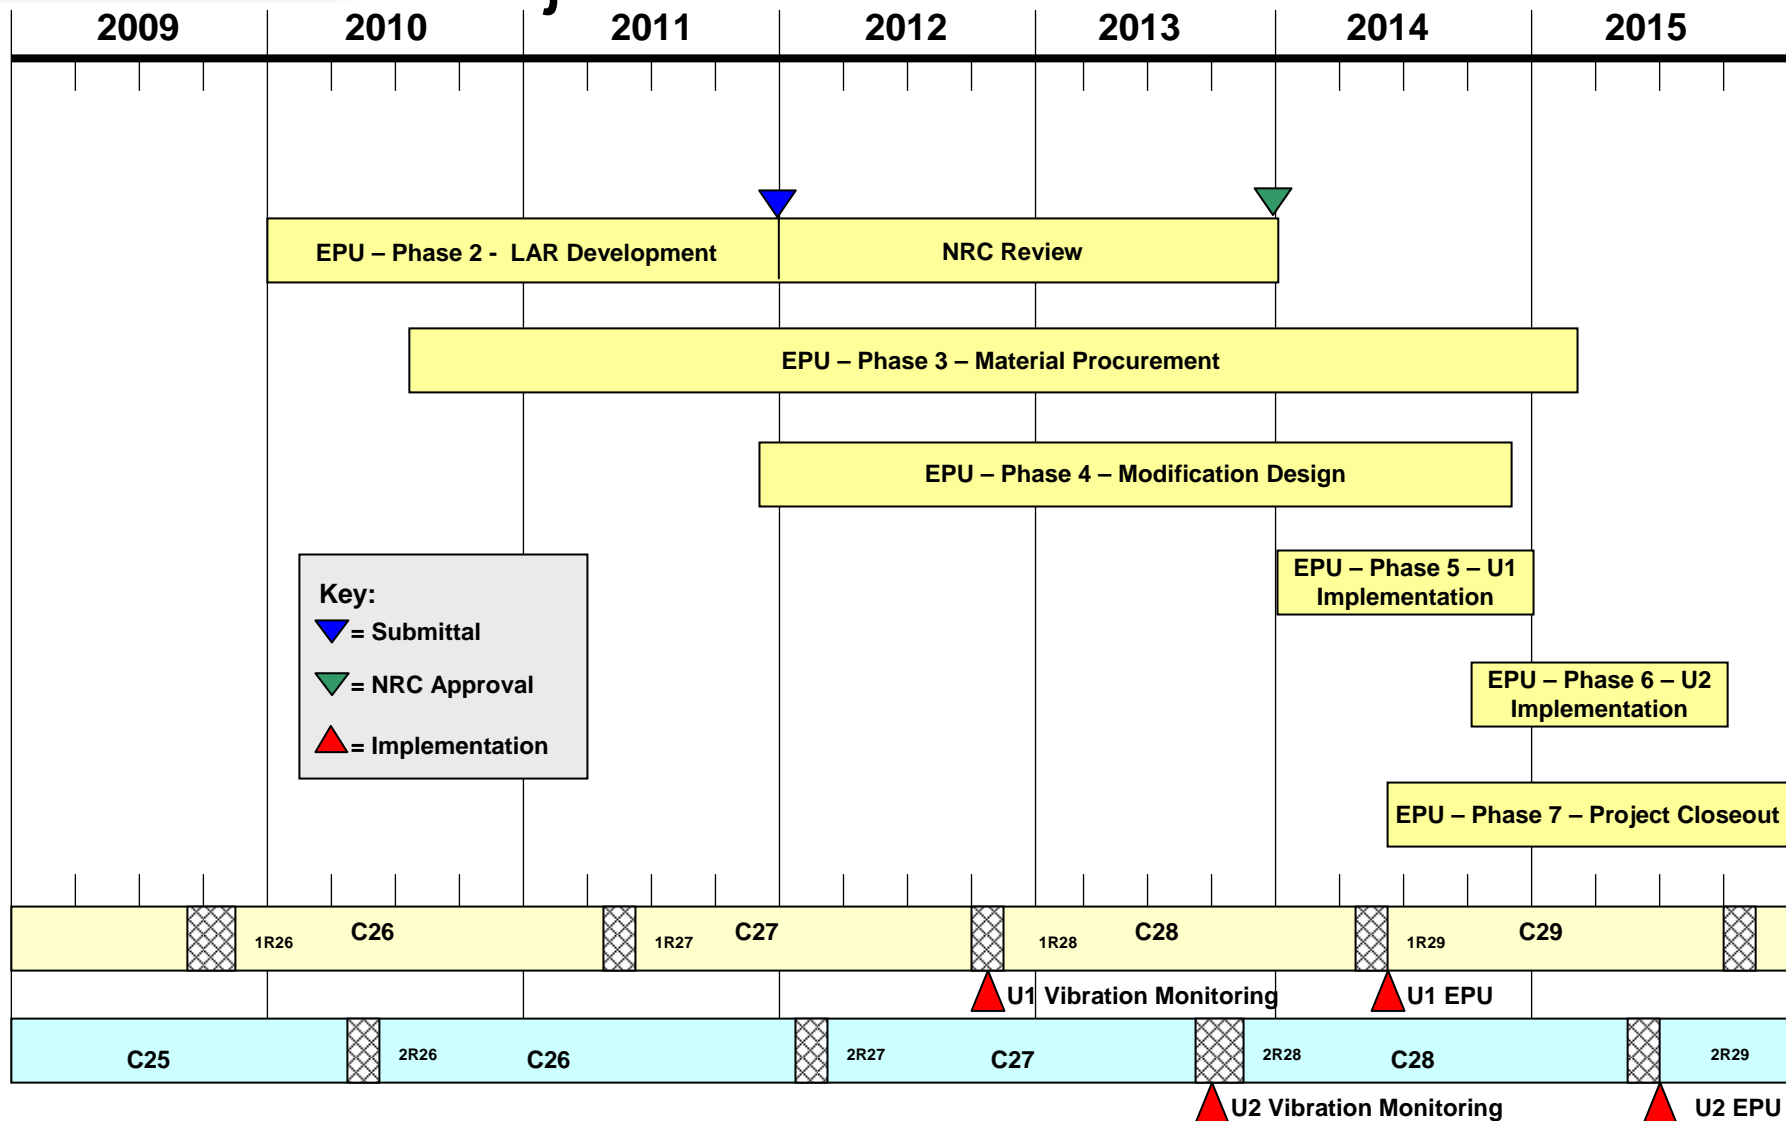 2009 2010 2011 2012 2013 2014 2015
EPU – Phase 2 - LAR Development
NRC Review
EPU – Phase 3 – Material Procurement
EPU – Phase 4 – Modification Design
EPU – Phase 5 – U1
Implementation
Key:
= Submittal
= NRC Approval
= Implementation
EPU – Phase 6 – U2
Implementation
EPU – Phase 7 – Project Closeout
1R26 C26 1R27 C27 1R28 C28 1R29 C29
U1 Vibration Monitoring U1 EPU
C25 2R26 C26 2R27 C27 2R28 C28 2R29
U2 Vibration Monitoring U2 EPU